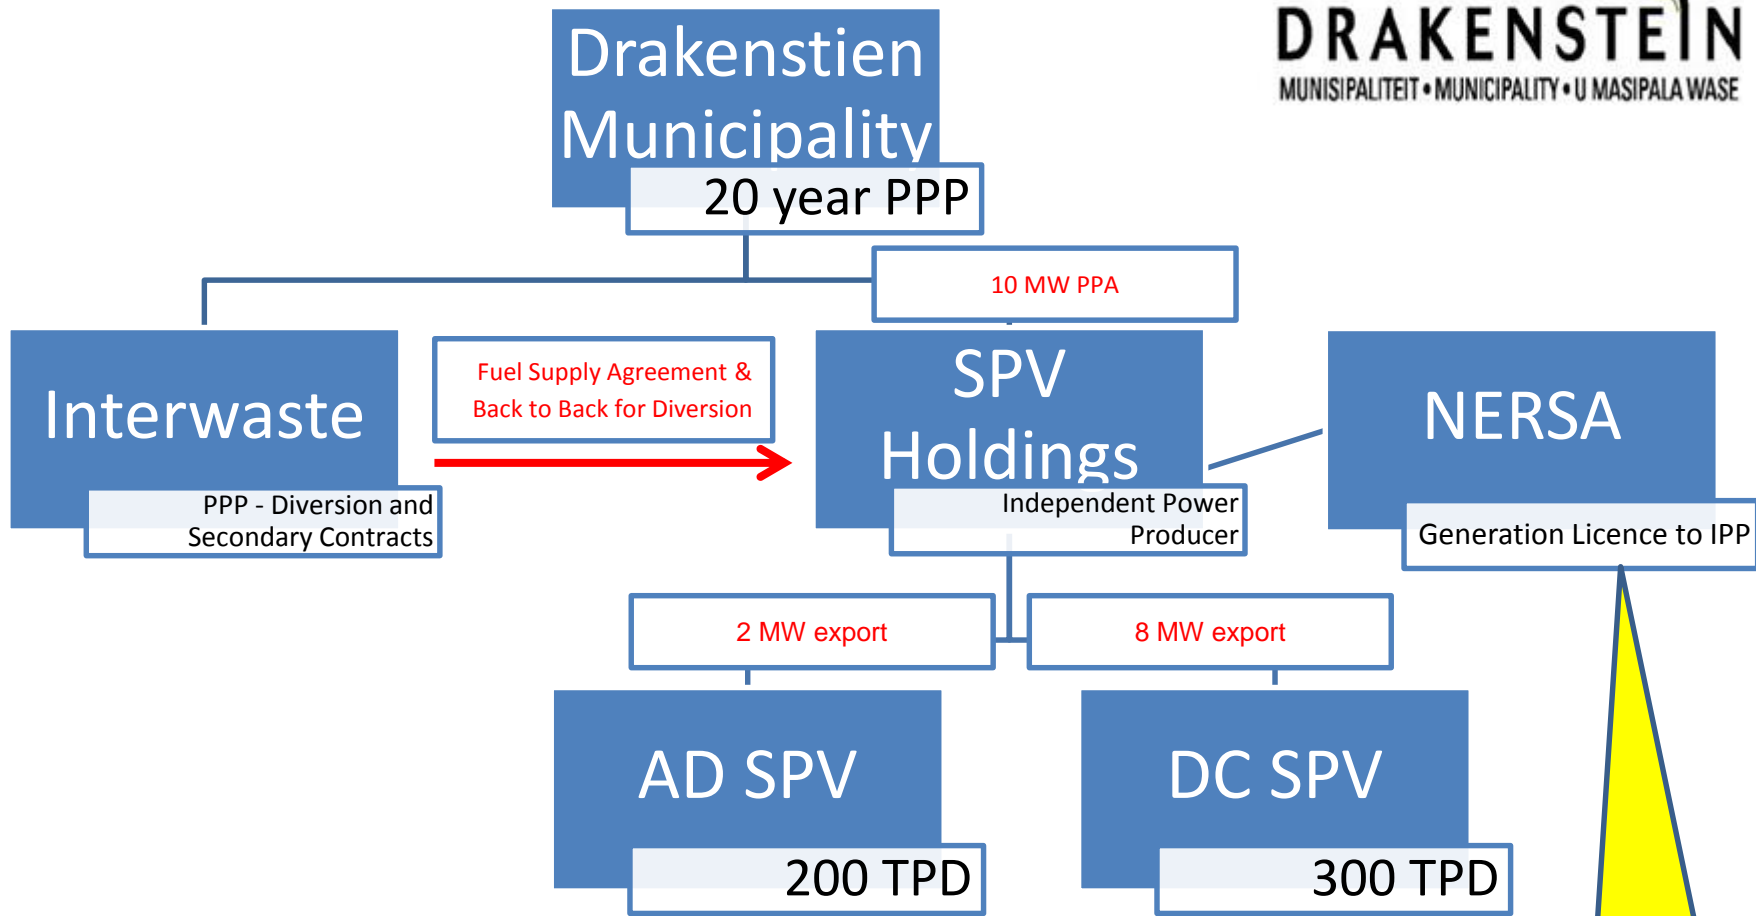 DRAKENSTEIN
MUNISIPALITEIT • MUNICIPALITY • U MASIPALA WASE
Drakenstien
Municipality
20 year PPP
10 MW PPA
Interwaste
PPP - Diversion and
Secondary Contracts
Fuel Supply Agreement &
Back to Back for Diversion
SPV
Holdings
Independent Power
Producer
NERSA
Generation Licence to IPP
2 MW export
8 MW export
AD SPV
200 TPD
DC SPV
300 TPD